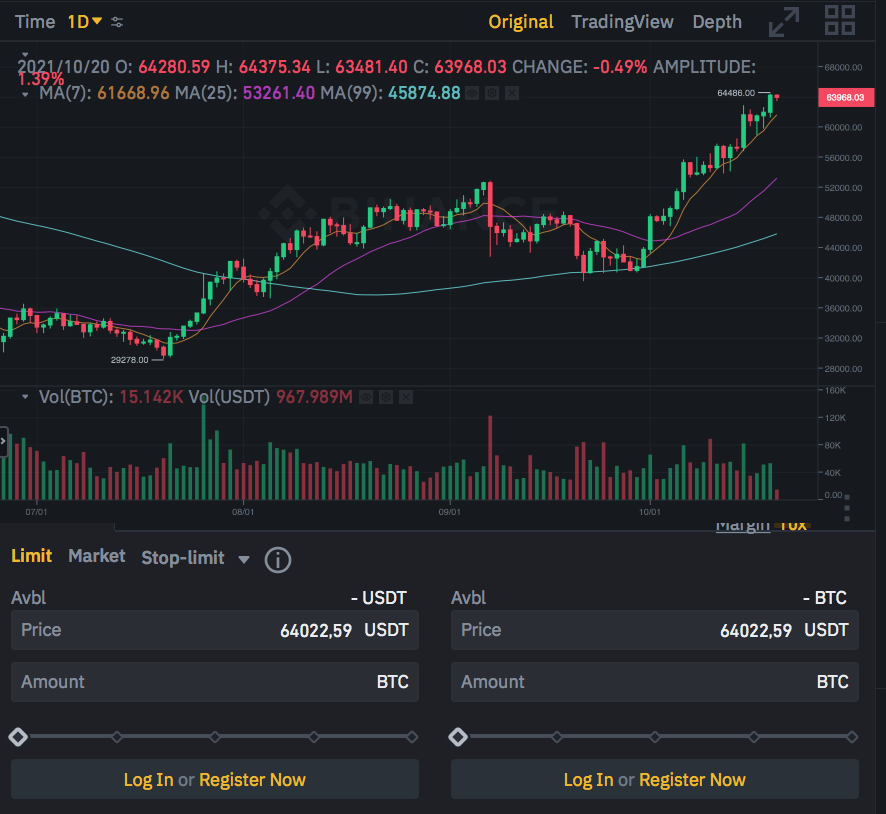 Time 1D Original TradingView Depth
2021/10/20 O: 64280.59 H: 64375.34 L: 63481.40 C: 63968.03 CHANGE: -0.49% AMPLITUDE:
1.39%
MA(7): 61668.96 MA(25): 53261.40 MA(99): 45874.88
68000.00
64486.00
63968.03
60000.00
56000.00
52000.00
BINANCE
48000.00
44000.00
40000.00
36000.00
32000.00
29278.00
28000.00
Vol(BTC): 15.142K Vol(USDT) 967.989M
160K
120K
80K
40K
0.00
07/01 08/01 09/01 10/01
Margin 10x
Limit Market Stop-limit
Avbl - USDT Avbl - BTC
Price 64022,59 USDT Price 64022,59 USDT
Amount BTC Amount BTC
Log In or Register Now Log In or Register Now